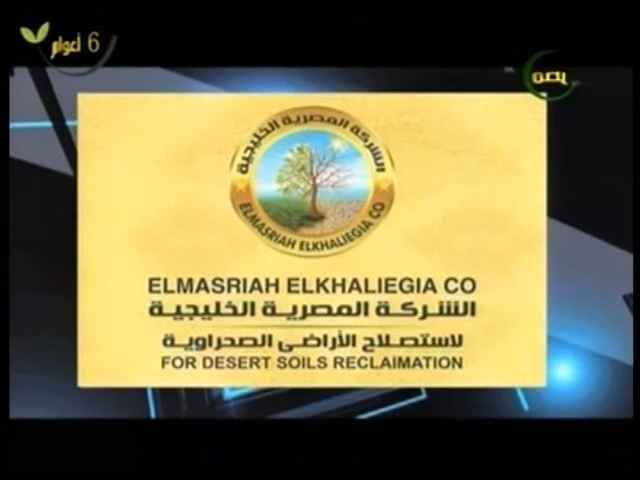 6 أعوام
الشركة المصرية الخليجية
ELMASRIAH ELKHALIEGIA CO
ELMASRIAH ELKHALIEGIA CO
الشركة المصرية الخليجية
لاستصلاح الأراضى الصحراوية
FOR DESERT SOILS RECLAIMATION